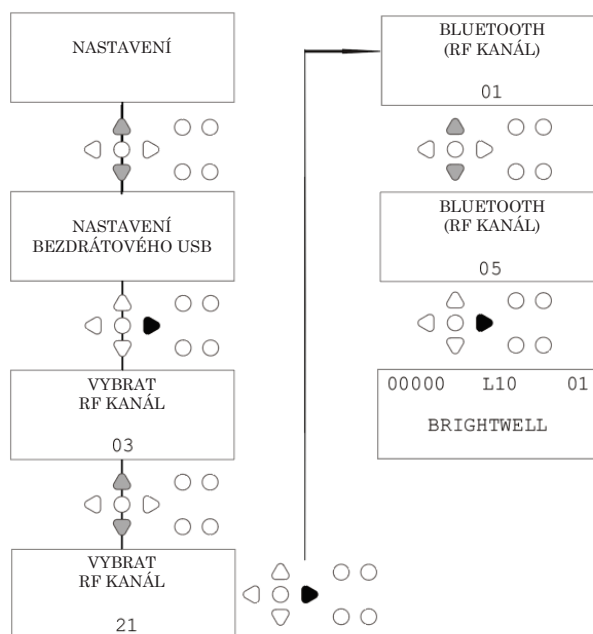 NASTAVENÍ
NASTAVENÍ
BEZDRÁTOVÉHO USB
VYBRAT
RF KANÁL
03
VYBRAT
RF KANÁL
21
BLUETOOTH
(RF KANÁL)
01
BLUETOOTH
(RF KANÁL)
05
00000 L10 01
BRIGHTWELL